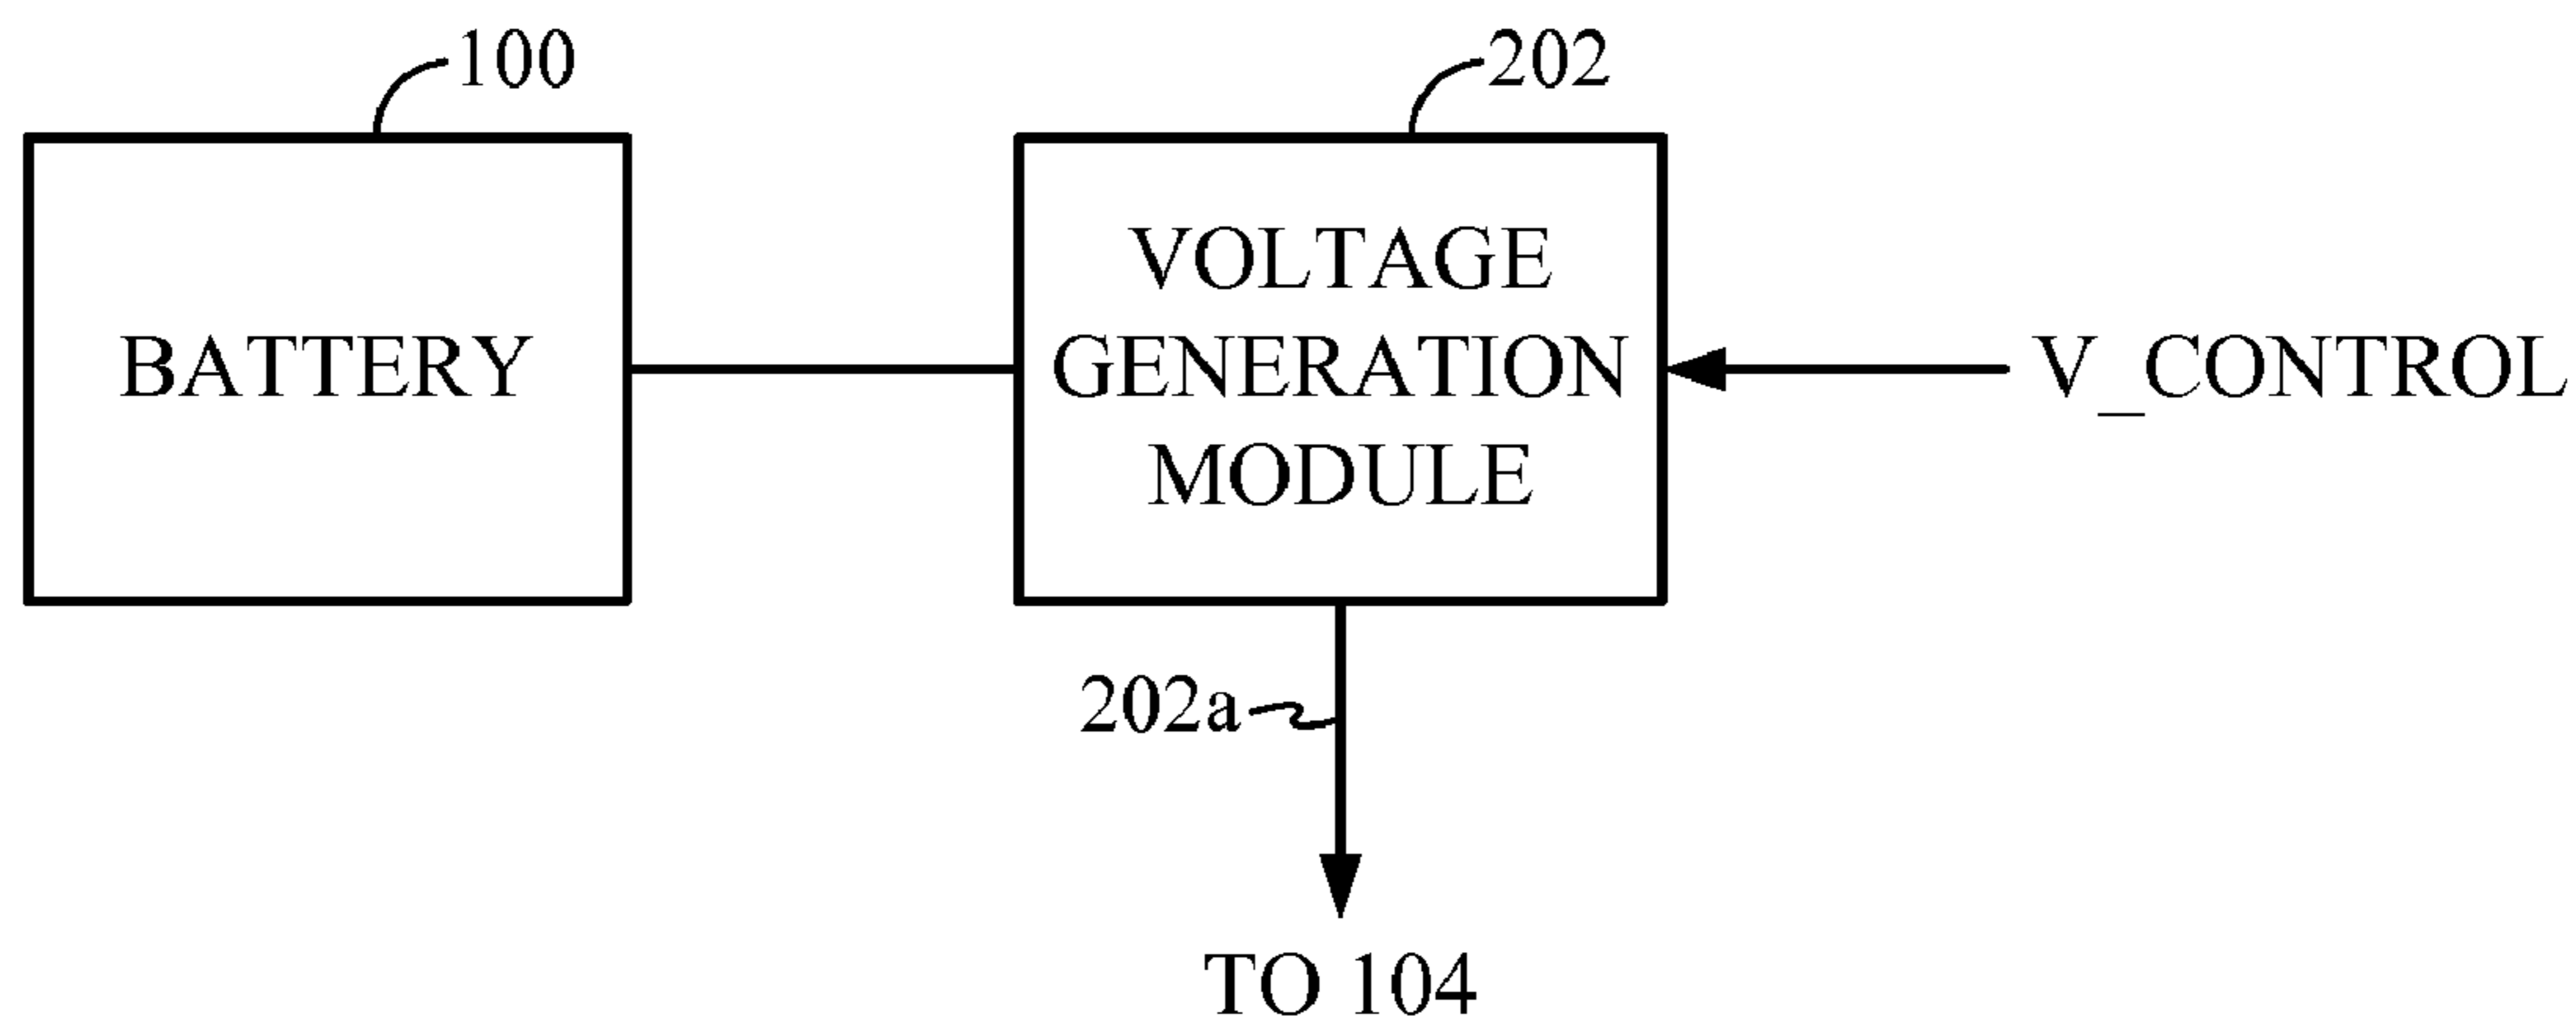 100
202
BATTERY
VOLTAGE
GENERATION
MODULE
V_CONTROL
202a
TO 104